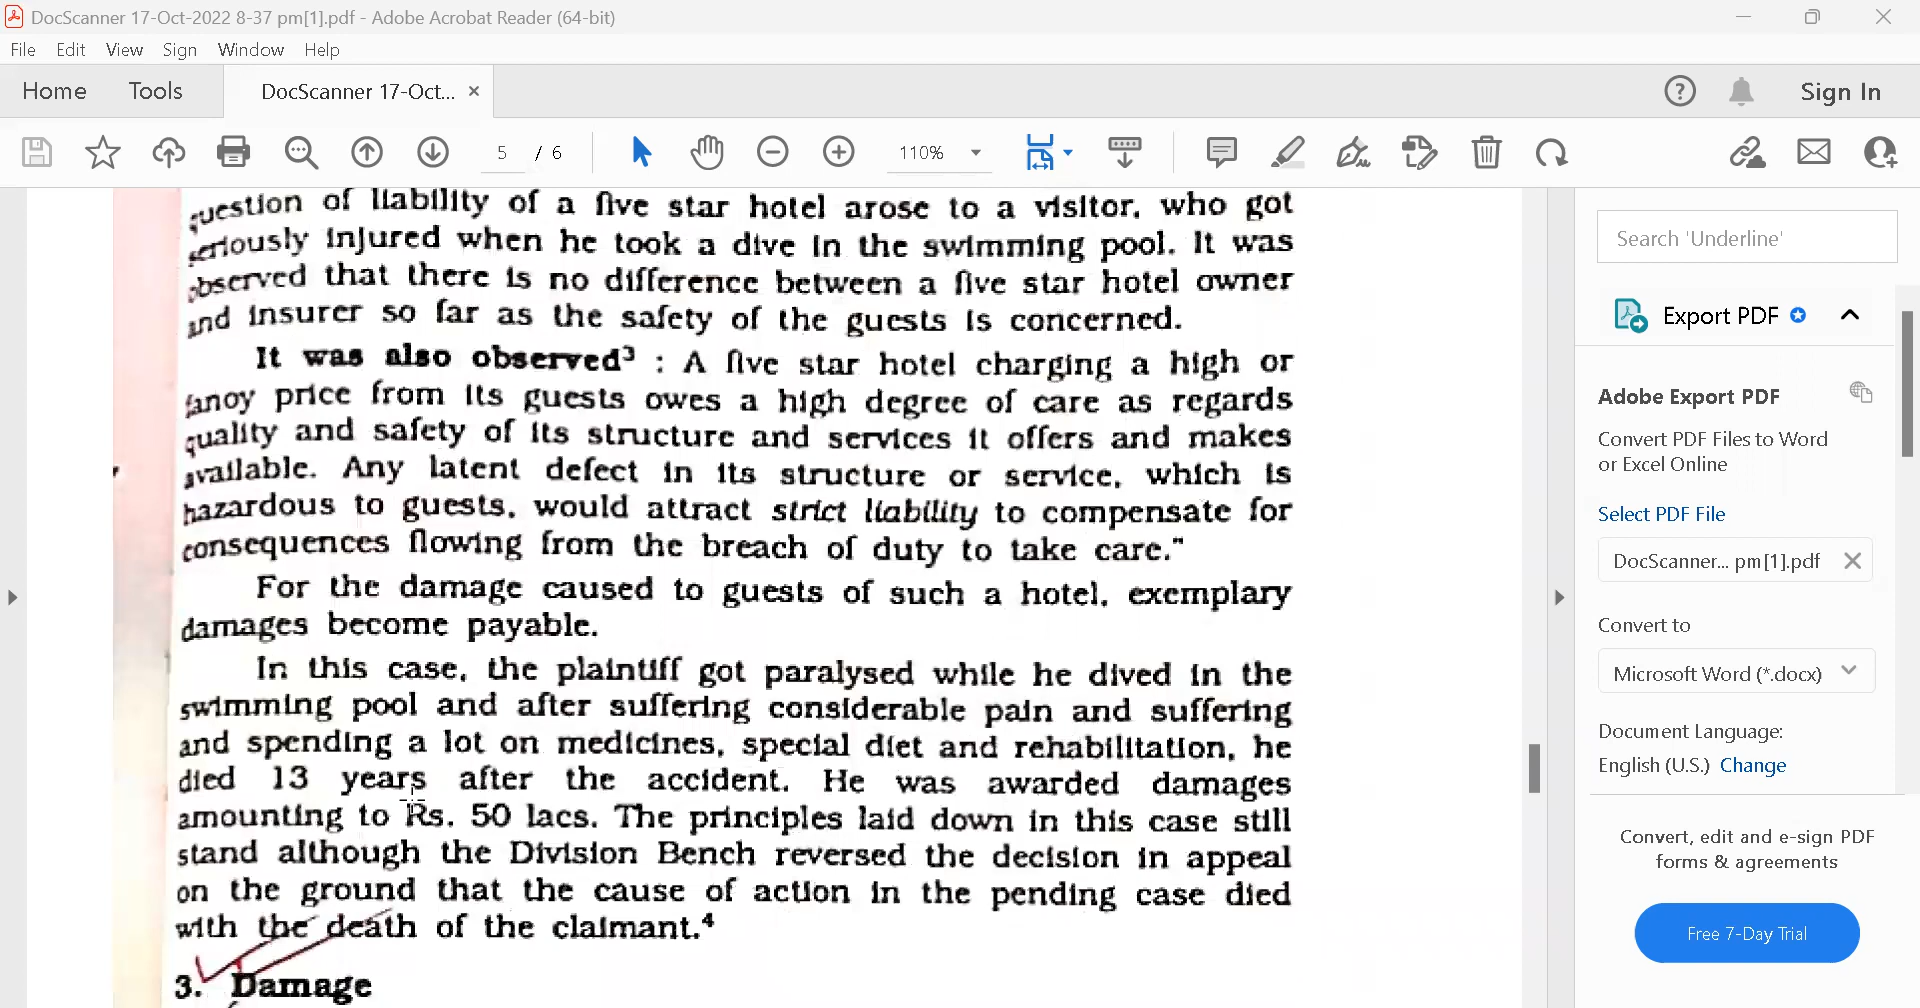 DocScanner 17-Oct-2022 8-37 pm[1].pdf - Adobe Acrobat Reader (64-bit)
File Edit View Sign Window Help
Home Tools DocScanner 17-Oct... Sign In
5 / 6 110%
question of liability of a five star hotel arose to a visitor, who got
seriously injured when he took a dive in the swimming pool. It was
observed that there is no difference between a five star hotel owner
and insurer so far as the safety of the guests is concerned.
It was also observed³ : A five star hotel charging a high or
fanoy price from its guests owes a high degree of care as regards
quality and safety of its structure and services it offers and makes
available. Any latent defect in its structure or service, which is
hazardous to guests, would attract strict liability to compensate for
consequences flowing from the breach of duty to take care."
For the damage caused to guests of such a hotel, exemplary
damages become payable.
In this case, the plaintiff got paralysed while he dived in the
swimming pool and after suffering considerable pain and suffering
and spending a lot on medicines, special diet and rehabilitation, he
died 13 years after the accident. He was awarded damages
amounting to Rs. 50 lacs. The principles laid down in this case still
stand although the Division Bench reversed the decision in appeal
on the ground that the cause of action in the pending case died
with the death of the claimant.⁴
3. Damage
Search 'Underline'
Export PDF
Adobe Export PDF
Convert PDF Files to Word
or Excel Online
Select PDF File
DocScanner... pm[1].pdf
Convert to
Microsoft Word (*.docx)
Document Language:
English (U.S.) Change
Convert, edit and e-sign PDF
forms & agreements
Free 7-Day Trial